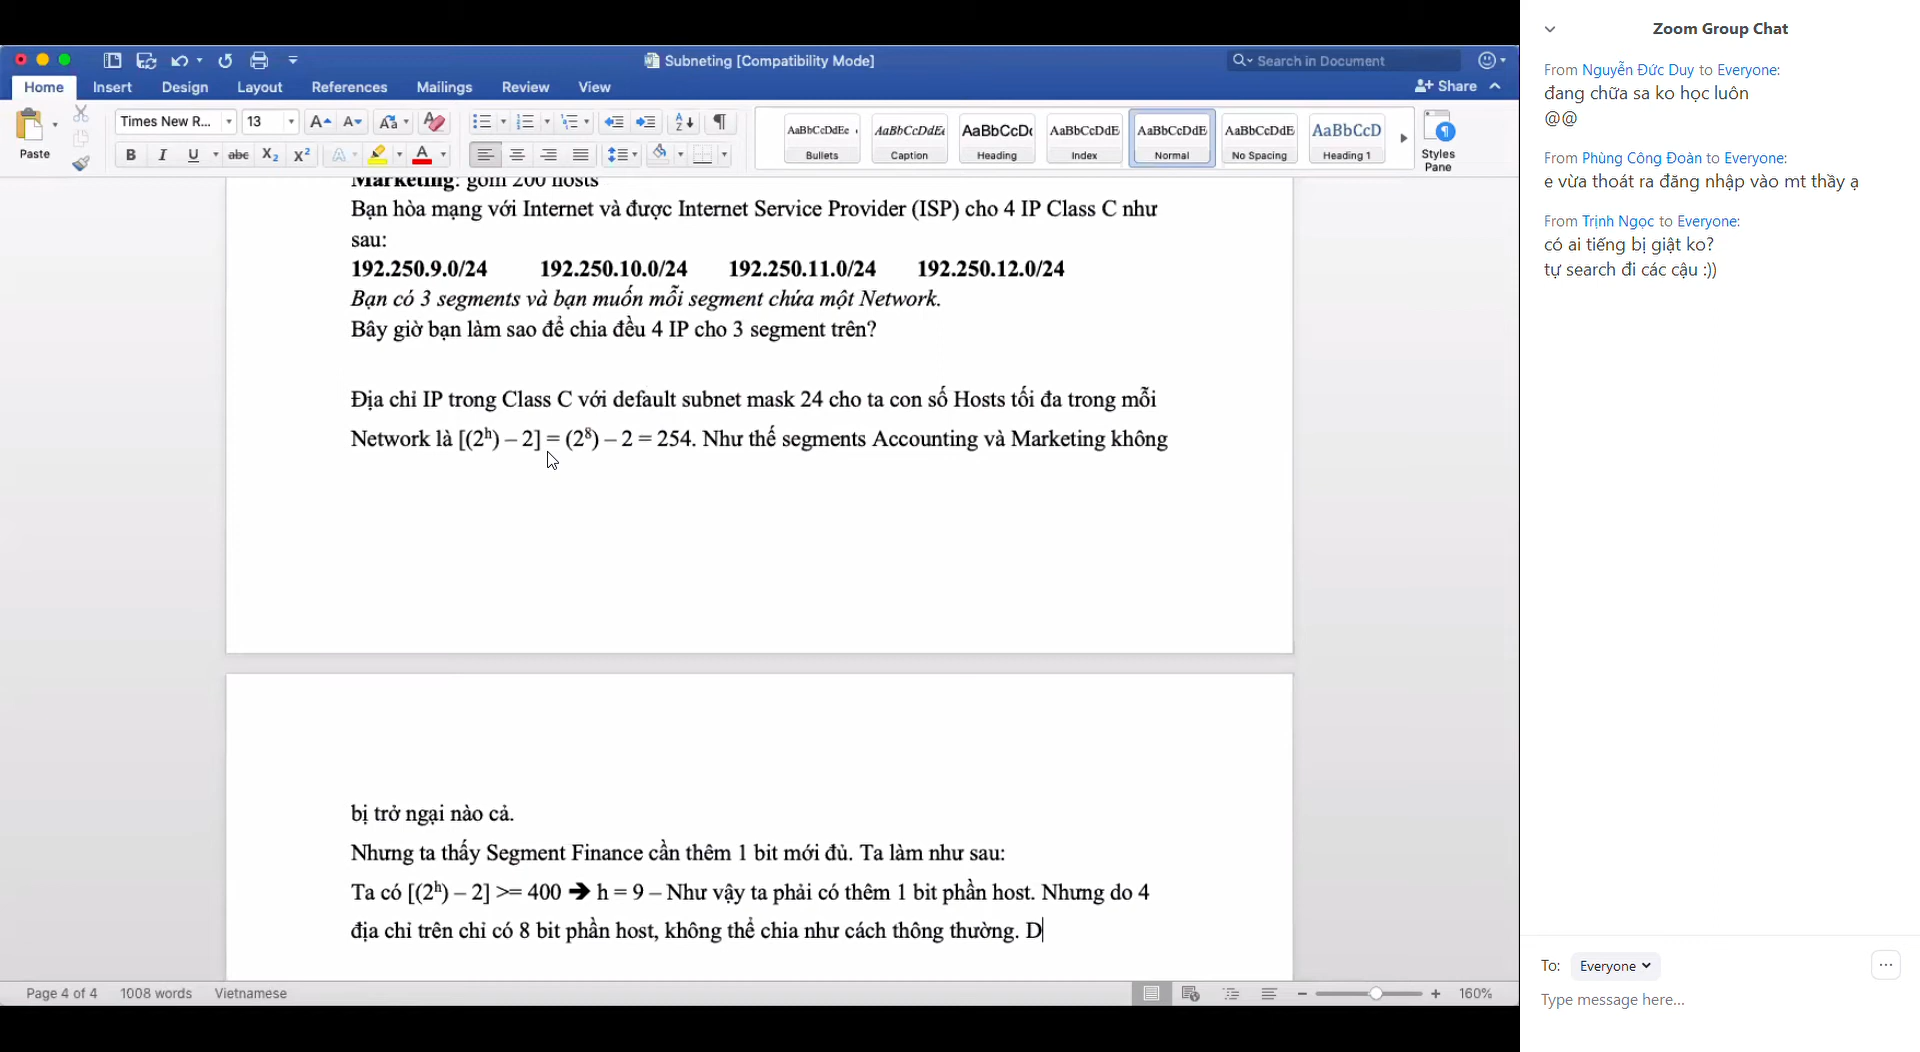 Subneting [Compatibility Mode]
Search in Document
Home Insert Design Layout References Mailings Review View
Share
Paste
Times New R... 13
AaBbCcDdEe Bullets
AaBbCcDdEe Caption
AaBbCcDc Heading
AaBbCcDdE Index
AaBbCcDdE Normal
AaBbCcDdE No Spacing
AaBbCcD Heading 1
Styles Pane
Marketing: gồm 200 hosts
Bạn hòa mạng với Internet và được Internet Service Provider (ISP) cho 4 IP Class C như
sau:
192.250.9.0/24 192.250.10.0/24 192.250.11.0/24 192.250.12.0/24
Bạn có 3 segments và bạn muốn mỗi segment chứa một Network.
Bây giờ bạn làm sao để chia đều 4 IP cho 3 segment trên?
Địa chỉ IP trong Class C với default subnet mask 24 cho ta con số Hosts tối đa trong mỗi
Network là [(2ʰ) – 2] = (2⁸) – 2 = 254. Như thế segments Accounting và Marketing không
bị trở ngại nào cả.
Nhưng ta thấy Segment Finance cần thêm 1 bit mới đủ. Ta làm như sau:
Ta có [(2ʰ) – 2] >= 400 ➔ h = 9 – Như vậy ta phải có thêm 1 bit phần host. Nhưng do 4
địa chỉ trên chỉ có 8 bit phần host, không thể chia như cách thông thường. D
Page 4 of 4 1008 words Vietnamese
160%
Zoom Group Chat
From Nguyễn Đức Duy to Everyone:
đang chữa sa ko học luôn
@@
From Phùng Công Đoàn to Everyone:
e vừa thoát ra đăng nhập vào mt thầy ạ
From Trịnh Ngọc to Everyone:
có ai tiếng bị giật ko?
tự search đi các cậu :))
To: Everyone
...
Type message here...